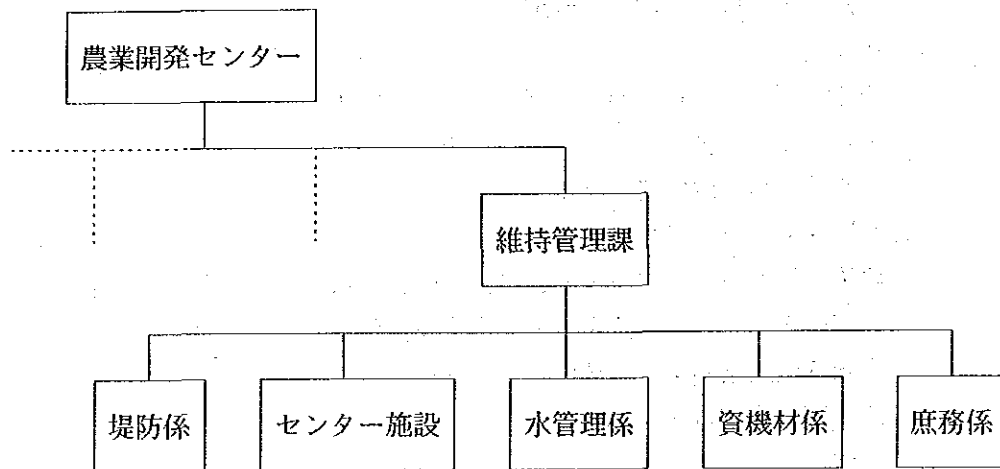 農業開発センター
維持管理課
堤防係
センター施設
水管理係
資機材係
庶務係